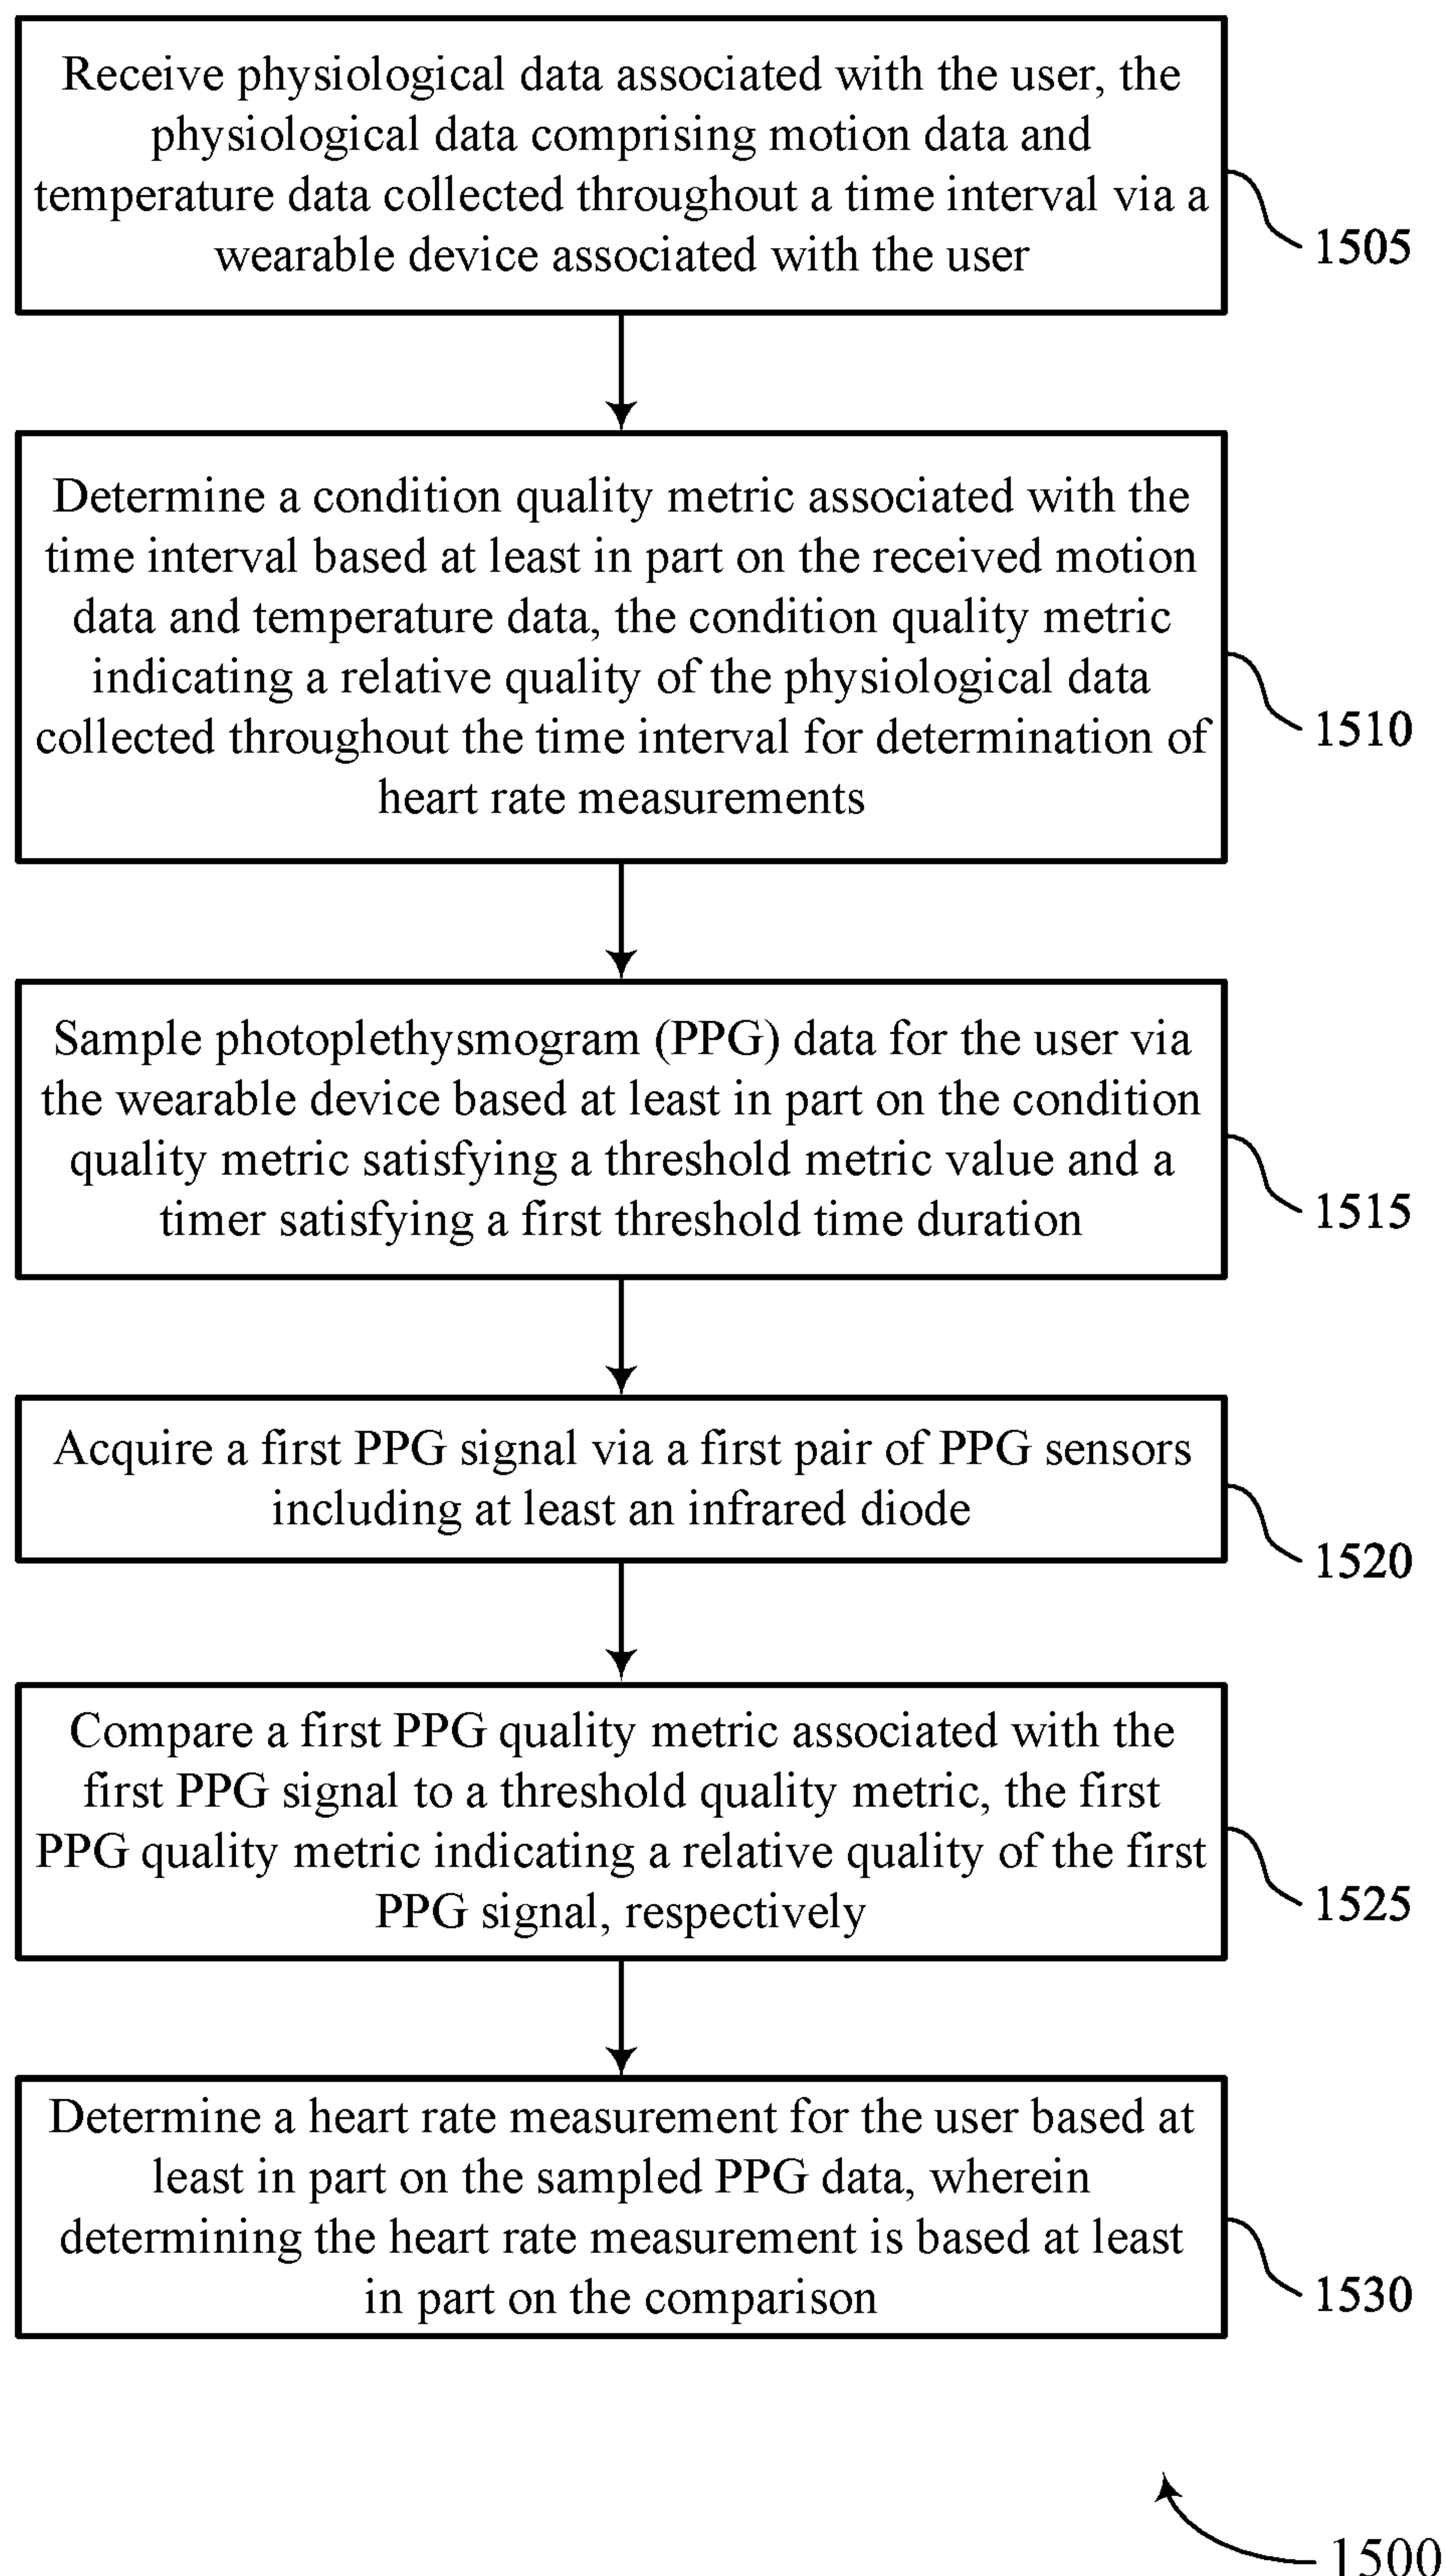 Receive physiological data associated with the user, the
physiological data comprising motion data and
temperature data collected throughout a time interval via a
wearable device associated with the user
1505
Determine a condition quality metric associated with the
time interval based at least in part on the received motion
data and temperature data, the condition quality metric
indicating a relative quality of the physiological data
collected throughout the time interval for determination of
heart rate measurements
1510
Sample photoplethysmogram (PPG) data for the user via
the wearable device based at least in part on the condition
quality metric satisfying a threshold metric value and a
timer satisfying a first threshold time duration
1515
Acquire a first PPG signal via a first pair of PPG sensors
including at least an infrared diode
1520
Compare a first PPG quality metric associated with the
first PPG signal to a threshold quality metric, the first
PPG quality metric indicating a relative quality of the first
PPG signal, respectively
1525
Determine a heart rate measurement for the user based at
least in part on the sampled PPG data, wherein
determining the heart rate measurement is based at least
in part on the comparison
1530
1500